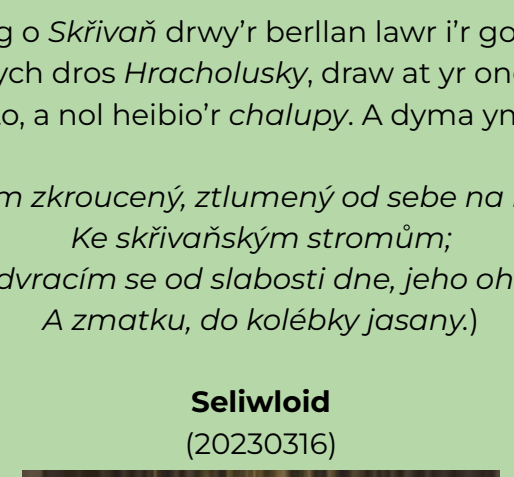 g o Skřivaň drwy'r berllan lawr i'r go
ych dros Hracholusky, draw at yr on
o, a nol heibio'r chalupy. A dyma yn
m zkroucený, ztlumený od sebe na
Ke skřivaňským stromům;
dvracím se od slabosti dne, jeho oh
A zmatku, do kolébky jasany.)
Seliwloid
(20230316)